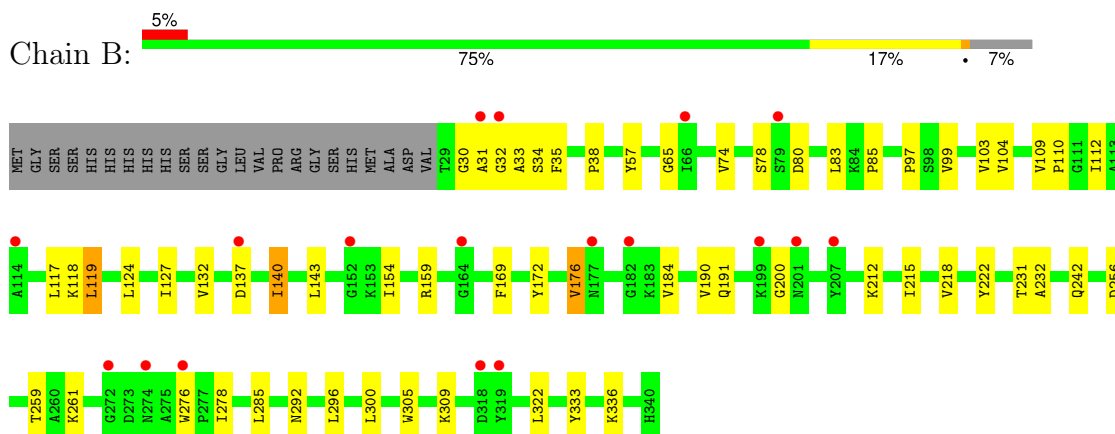 5%
Chain B:
75% 17% • 7%
MET GLY SER SER HIS HIS HIS HIS HIS HIS SER SER GLY LEU VAL PRO ARG GLY SER HIS MET ALA ASP VAL T29 G30 A31 G32 A33 S34 F35 P38 Y57 G65 I66 V74 S78 S79 D80 L83 K84 P85 P97 S98 V99 V103 V104 V109 P110 G111 I112 A113
A114 L117 K118 L119 L124 I127 V132 D137 I140 L143 G152 K153 I154 R159 G164 F169 Y172 V176 N177 G182 K183 V184 V190 Q191 K199 G200 N201 Y207 K212 I215 V218 Y222 T231 A232 Q242
T259 A260 K261 G272 D273 N274 A275 W276 P277 I278 L285 N292 L296 L300 W305 K309 D318 Y319 L322 Y333 K336 H340